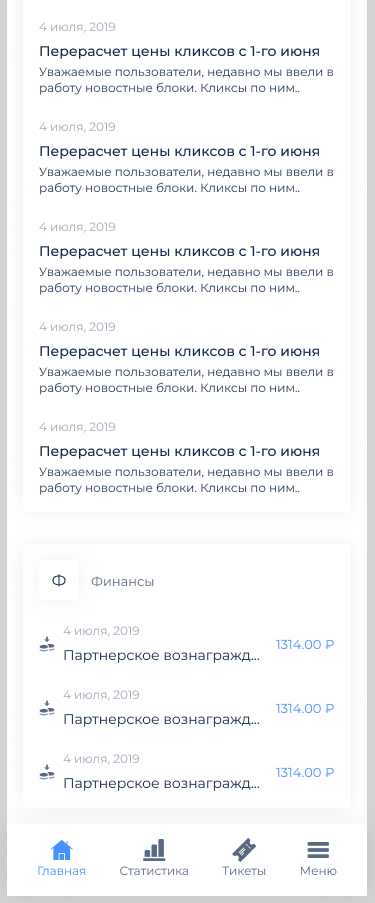 4 июля, 2019
Перерасчет цены кликсов с 1-го июня
Уважаемые пользователи, недавно мы ввели в
работу новостные блоки. Кликсы по ним..
4 июля, 2019
Перерасчет цены кликсов с 1-го июня
Уважаемые пользователи, недавно мы ввели в
работу новостные блоки. Кликсы по ним..
4 июля, 2019
Перерасчет цены кликсов с 1-го июня
Уважаемые пользователи, недавно мы ввели в
работу новостные блоки. Кликсы по ним..
4 июля, 2019
Перерасчет цены кликсов с 1-го июня
Уважаемые пользователи, недавно мы ввели в
работу новостные блоки. Кликсы по ним..
4 июля, 2019
Перерасчет цены кликсов с 1-го июня
Уважаемые пользователи, недавно мы ввели в
работу новостные блоки. Кликсы по ним..
Ф Финансы
4 июля, 2019
Партнерское вознагражд... 1314.00 ₽
4 июля, 2019
Партнерское вознагражд... 1314.00 ₽
4 июля, 2019
Партнерское вознагражд... 1314.00 ₽
Главная Статистика Тикеты Меню